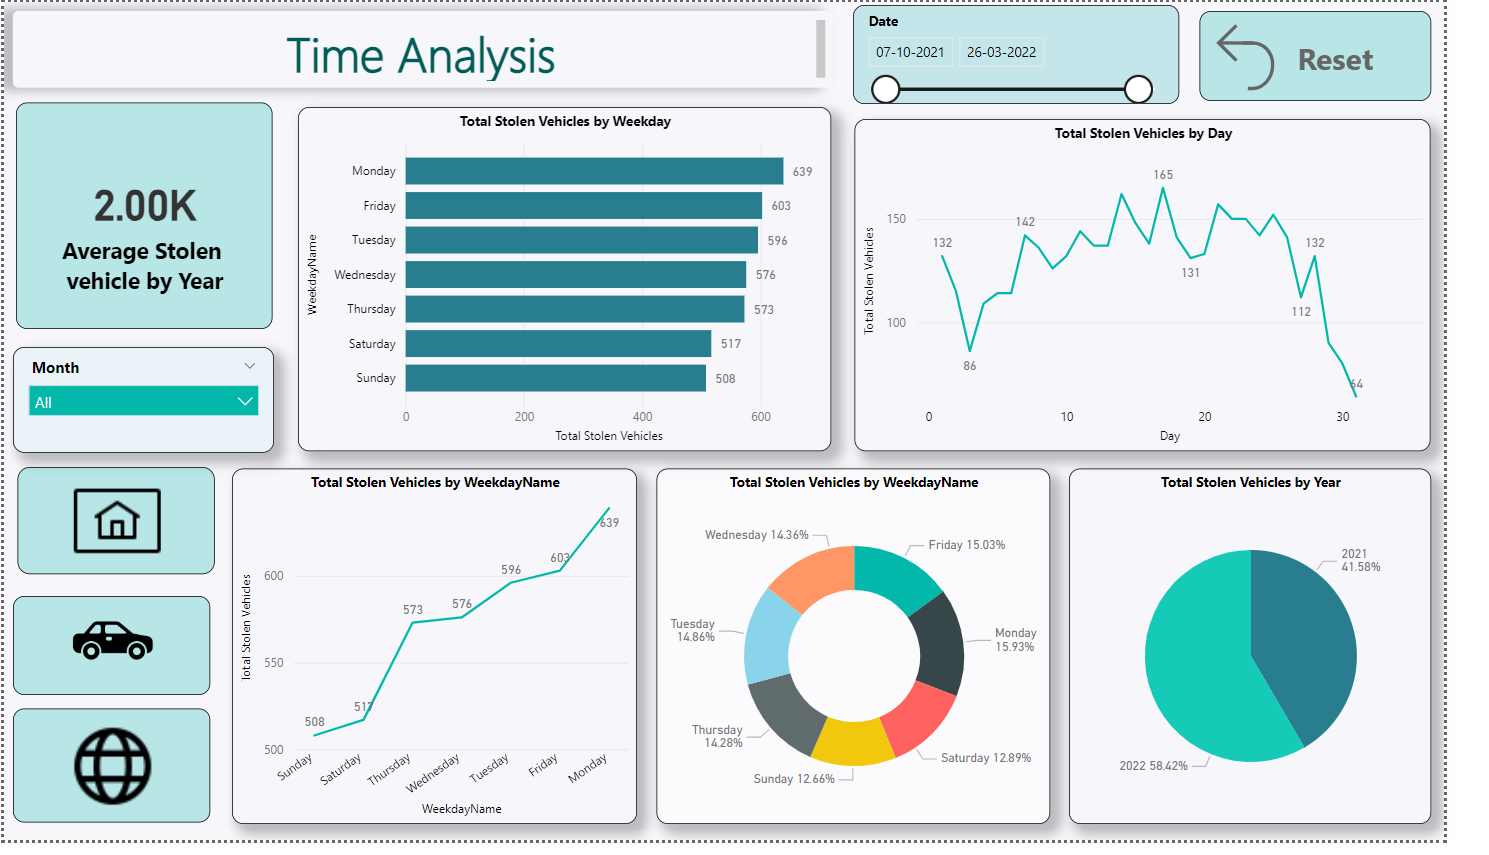 Time Analysis
Date
07-10-2021 26-03-2022
Reset
2.00K
Average Stolen
vehicle by Year
Month
All
Total Stolen Vehicles by Weekday
WeekdayName
Monday 639
Friday 603
Tuesday 596
Wednesday 576
Thursday 573
Saturday 517
Sunday 508
0 200 400 600
Total Stolen Vehicles
Total Stolen Vehicles by Day
Total Stolen Vehicles
150
100
132
86
142
165
131
112
132
64
0 10 20 30
Day
Total Stolen Vehicles by WeekdayName
Total Stolen Vehicles
600
550
500
508
517
573
576
596
603
639
Sunday
Saturday
Thursday
Wednesday
Tuesday
Friday
Monday
WeekdayName
Total Stolen Vehicles by WeekdayName
Wednesday 14.36%
Friday 15.03%
Tuesday
14.86%
Monday
15.93%
Thursday
14.28%
Saturday 12.89%
Sunday 12.66%
Total Stolen Vehicles by Year
2021
41.58%
2022 58.42%